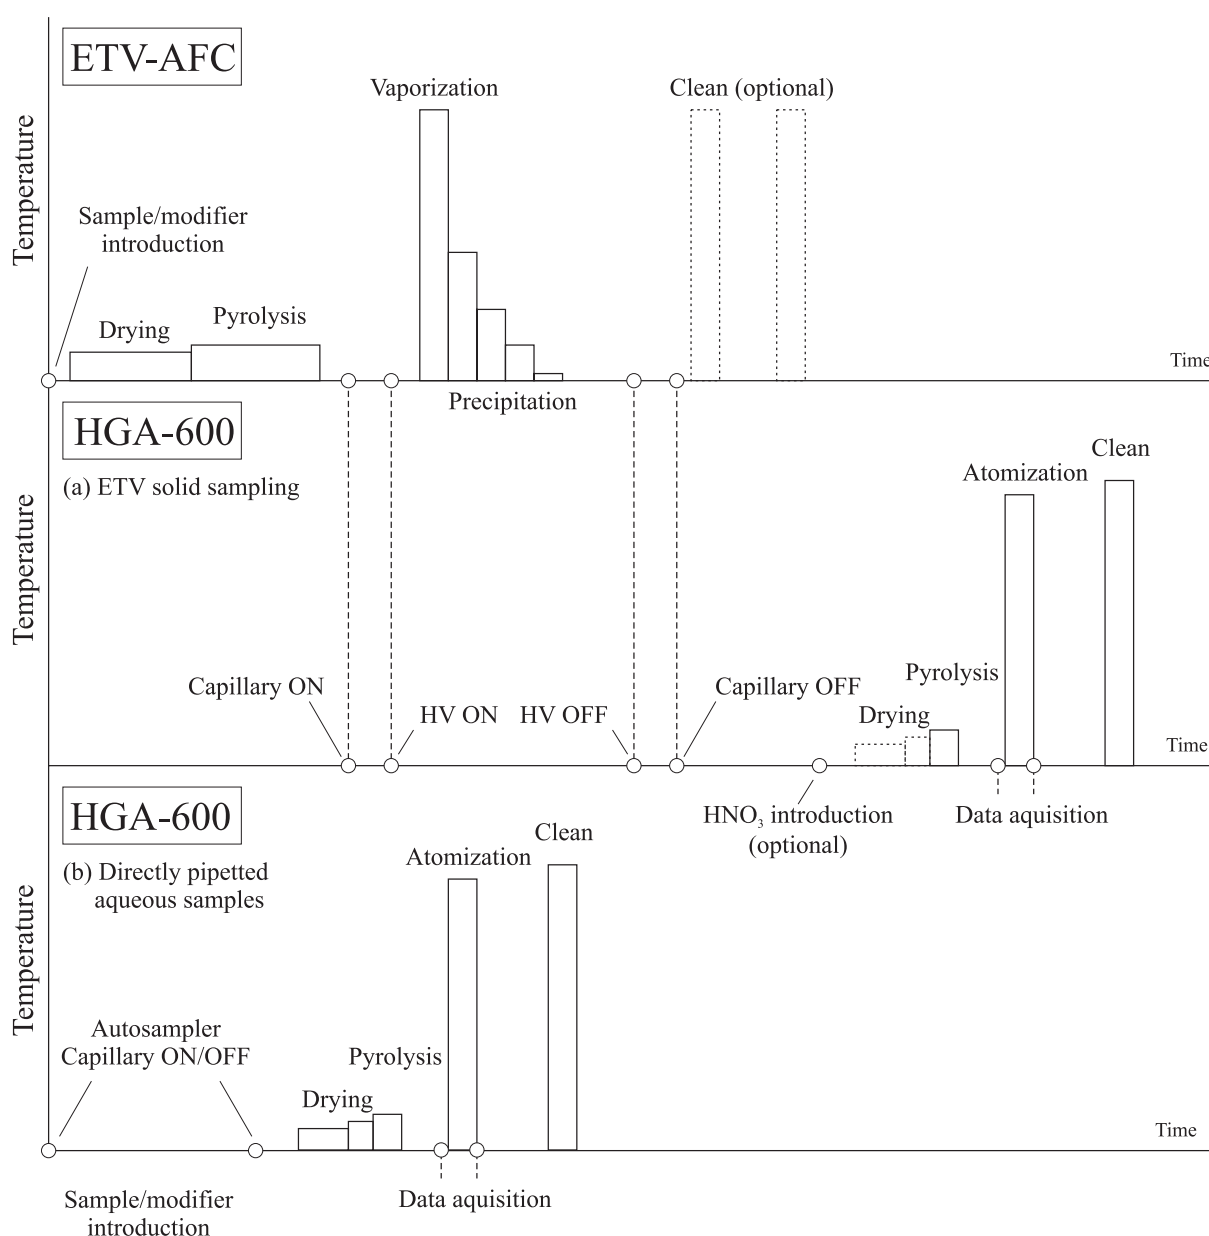 ETV-AFC
Temperature
Vaporization
Clean (optional)
Sample/modifier
introduction
Drying
Pyrolysis
Time
Precipitation
HGA-600
(a) ETV solid sampling
Temperature
Clean
Atomization
Pyrolysis
Capillary ON
Capillary OFF
HV ON
HV OFF
Drying
Time
HNO3 introduction
(optional)
Data aquisition
HGA-600
(b) Directly pipetted
aqueous samples
Temperature
Clean
Atomization
Autosampler
Capillary ON/OFF
Pyrolysis
Drying
Time
Sample/modifier
introduction
Data aquisition